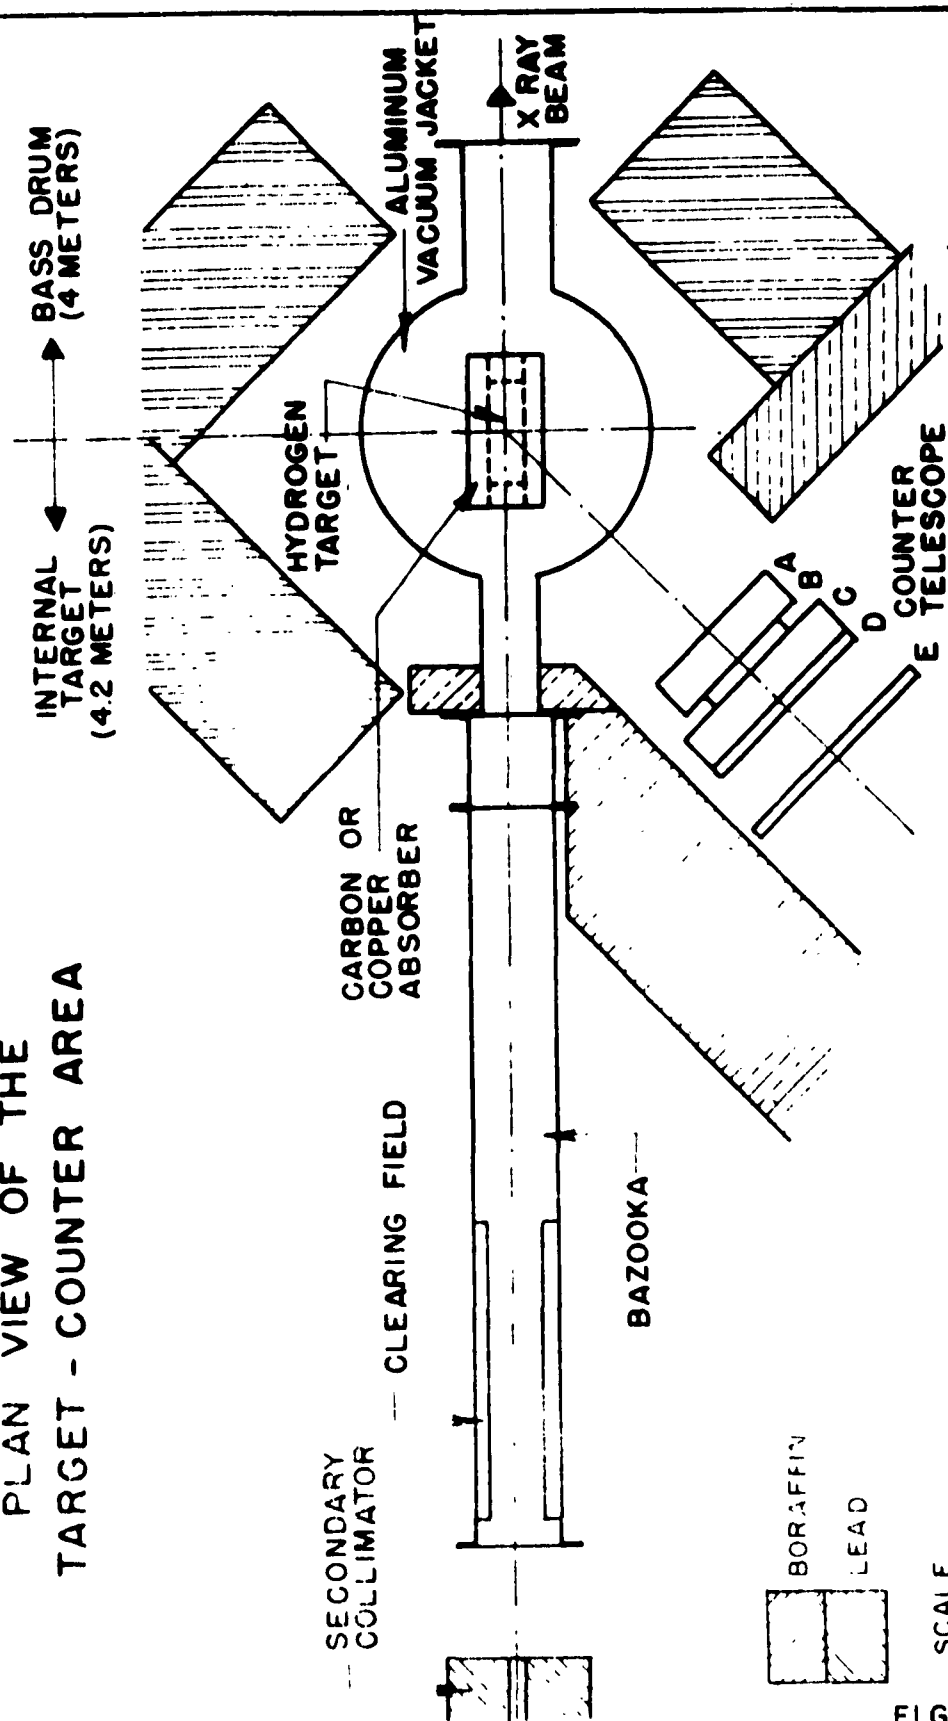 PLAN VIEW OF THE
TARGET - COUNTER AREA
INTERNAL
TARGET
(4.2 METERS)
BASS DRUM
(4 METERS)
SECONDARY
COLLIMATOR
CLEARING FIELD
CARBON OR
COPPER
ABSORBER
HYDROGEN
TARGET
ALUMINUM
VACUUM JACKET
X RAY
BEAM
BAZOOKA
A
B
C
D
E
COUNTER
TELESCOPE
BORAFFIN
LEAD
SCALE
FIG